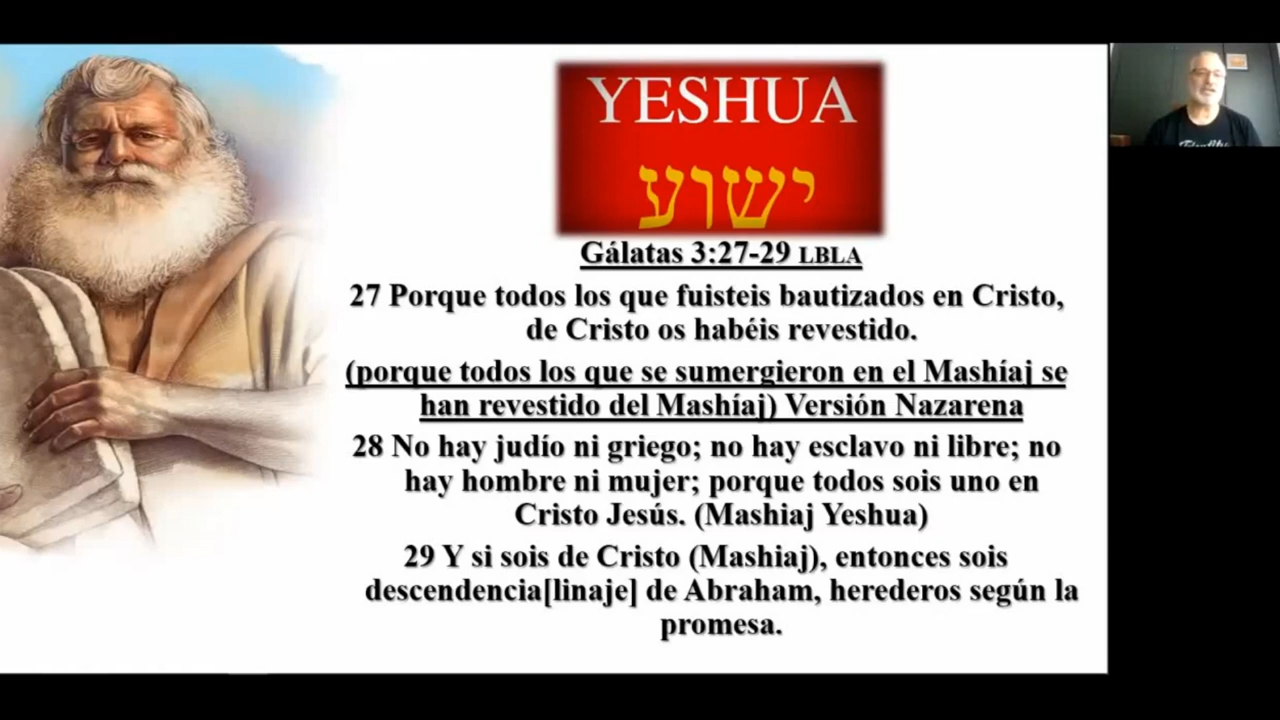 YESHUA
ישוע
Gálatas 3:27-29 LBLA
27 Porque todos los que fuisteis bautizados en Cristo,
de Cristo os habéis revestido.
(porque todos los que se sumergieron en el Mashíaj se
han revestido del Mashíaj) Versión Nazarena
28 No hay judío ni griego; no hay esclavo ni libre; no
hay hombre ni mujer; porque todos sois uno en
Cristo Jesús. (Mashiaj Yeshua)
29 Y si sois de Cristo (Mashiaj), entonces sois
descendencia[linaje] de Abraham, herederos según la
promesa.